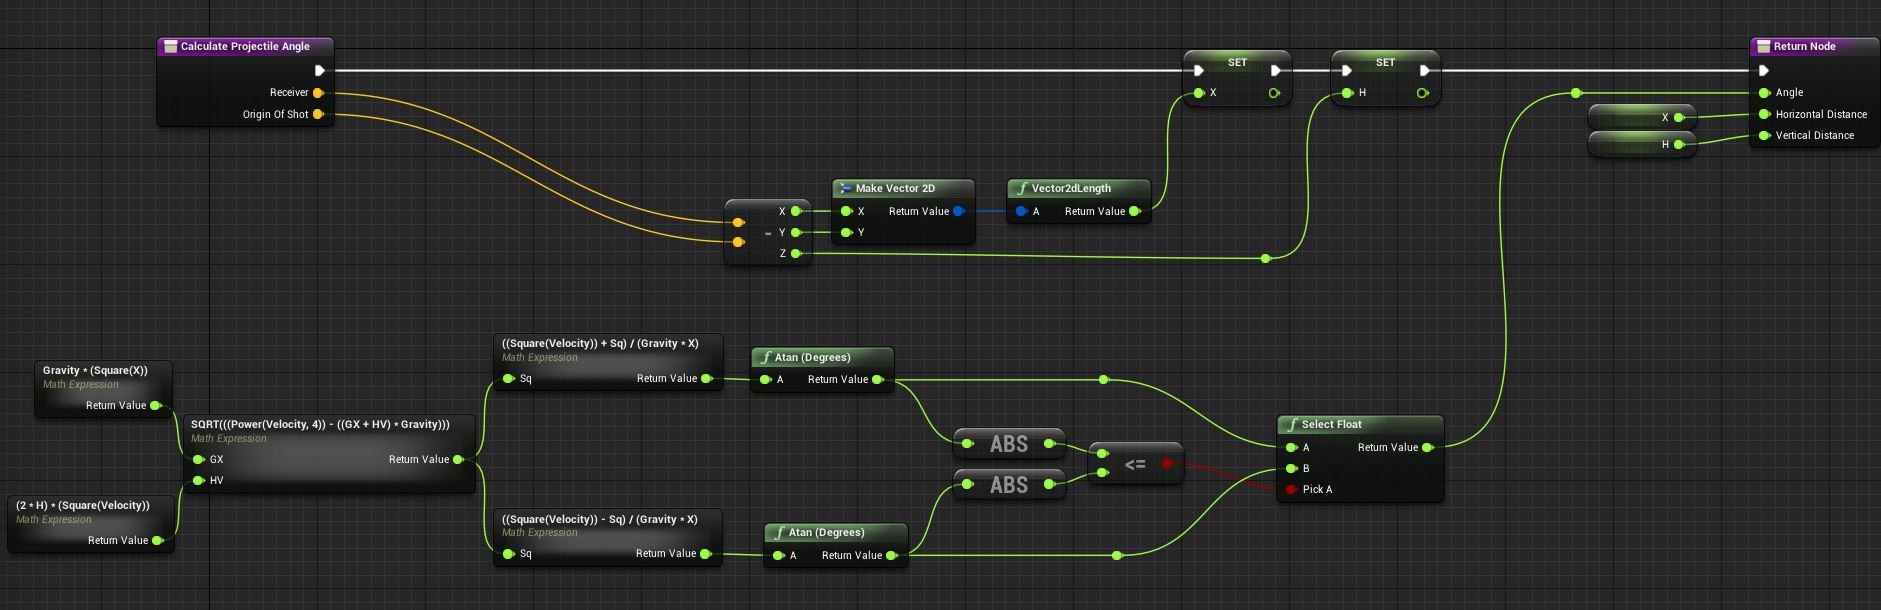 Calculate Projectile Angle
Receiver
Origin Of Shot
SET
X
SET
H
Return Node
Angle
Horizontal Distance
Vertical Distance
X
H
-
X
Y
Z
Make Vector 2D
X Return Value
Y
Vector2dLength
A Return Value
Gravity * (Square(X))
Math Expression
Return Value
(2 * H) * (Square(Velocity))
Math Expression
Return Value
SQRT(((Power(Velocity, 4)) - ((GX + HV) * Gravity)))
Math Expression
GX Return Value
HV
((Square(Velocity)) + Sq) / (Gravity * X)
Math Expression
Sq Return Value
((Square(Velocity)) - Sq) / (Gravity * X)
Math Expression
Sq Return Value
Atan (Degrees)
A Return Value
Atan (Degrees)
A Return Value
ABS
ABS
<=
Select Float
A Return Value
B
Pick A